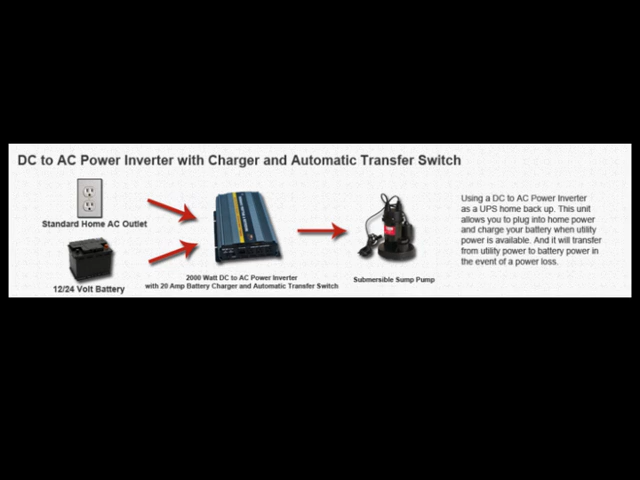 DC to AC Power Inverter with Charger and Automatic Transfer Switch
Standard Home AC Outlet
12/24 Volt Battery
2000 Watt DC to AC Power Inverter
with 20 Amp Battery Charger and Automatic Transfer Switch
Submersible Sump Pump
Using a DC to AC Power Inverter
as a UPS home back up. This unit
allows you to plug into home power
and charge your battery when utility
power is available. And it will transfer
from utility power to battery power in
the event of a power loss.